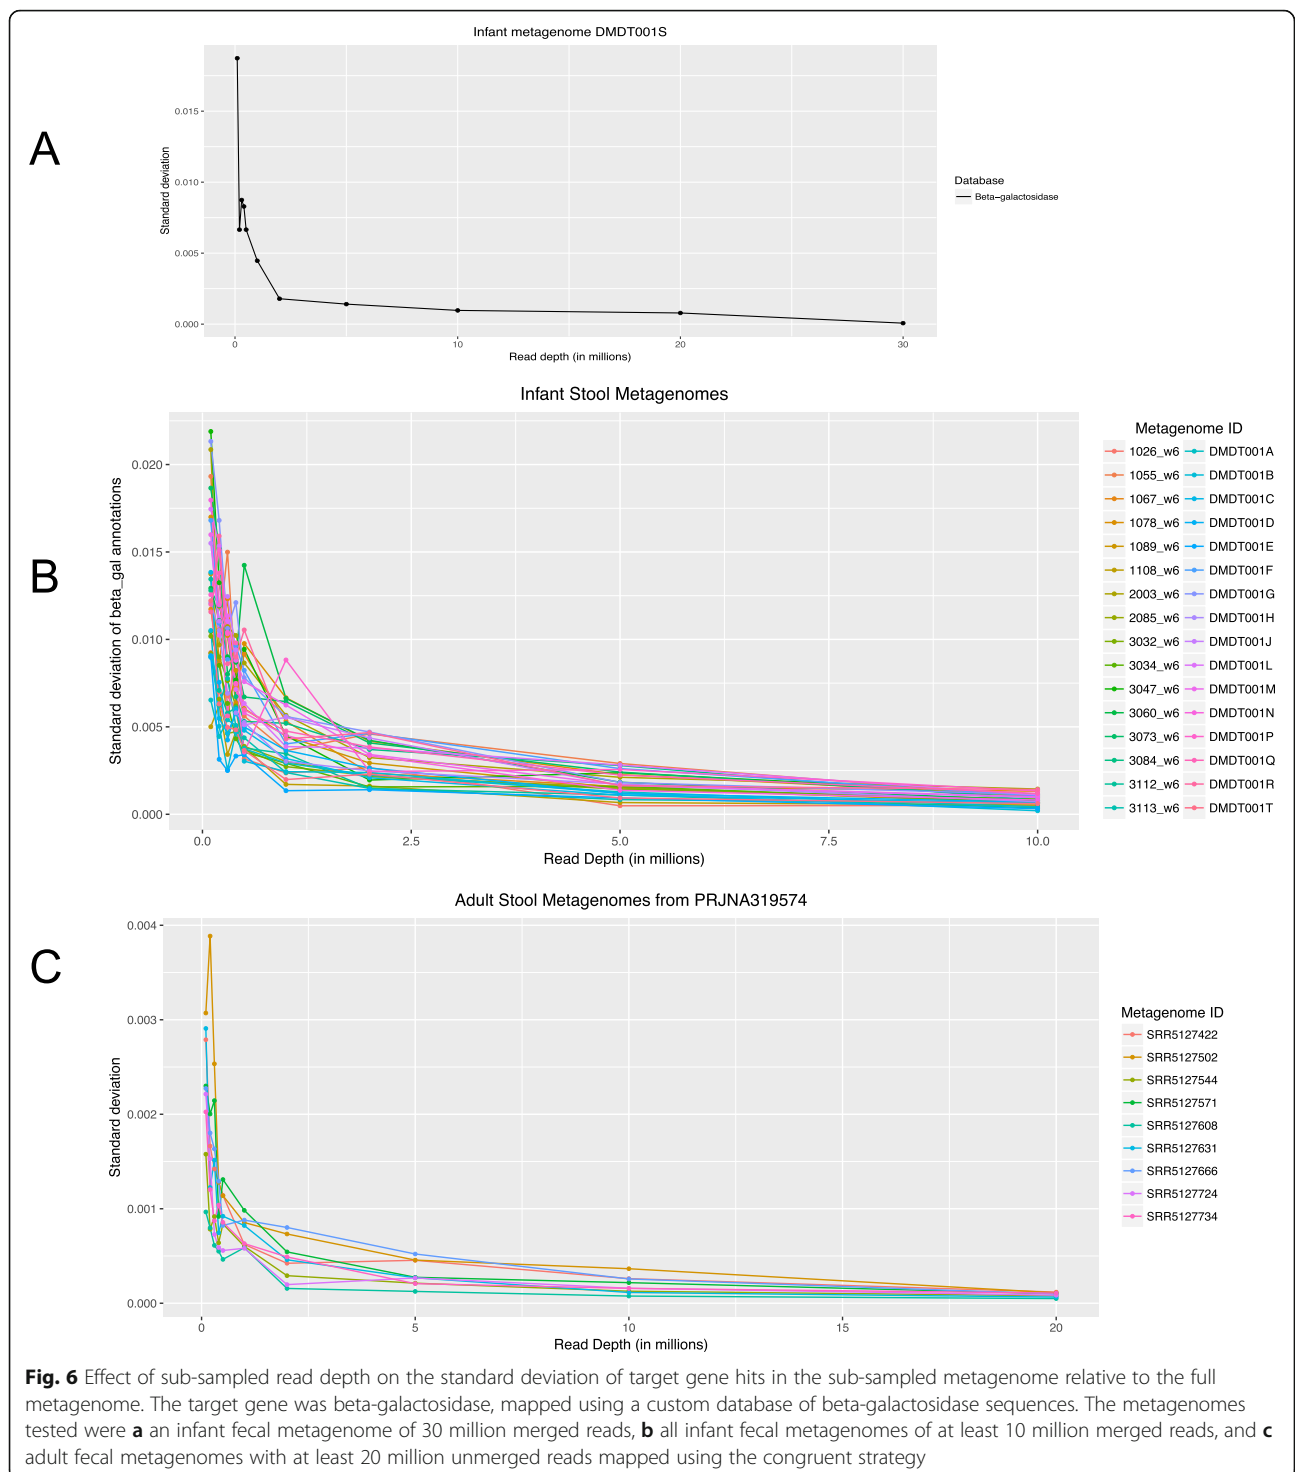 A
Infant metagenome DMDT001S
Standard deviation
0.015
0.010
0.005
0.000
0
10
20
30
Read depth (in millions)
Database
Beta−galactosidase
B
Infant Stool Metagenomes
Standard deviation of beta_gal annotations
0.020
0.015
0.010
0.005
0.000
0.0
2.5
5.0
7.5
10.0
Read Depth (in millions)
Metagenome ID
1026_w6 DMDT001A
1055_w6 DMDT001B
1067_w6 DMDT001C
1078_w6 DMDT001D
1089_w6 DMDT001E
1108_w6 DMDT001F
2003_w6 DMDT001G
2085_w6 DMDT001H
3032_w6 DMDT001J
3034_w6 DMDT001L
3047_w6 DMDT001M
3060_w6 DMDT001N
3073_w6 DMDT001P
3084_w6 DMDT001Q
3112_w6 DMDT001R
3113_w6 DMDT001T
C
Adult Stool Metagenomes from PRJNA319574
Standard deviation
0.004
0.003
0.002
0.001
0.000
0
5
10
15
20
Read Depth (in millions)
Metagenome ID
SRR5127422
SRR5127502
SRR5127544
SRR5127571
SRR5127608
SRR5127631
SRR5127666
SRR5127724
SRR5127734
Fig. 6 Effect of sub-sampled read depth on the standard deviation of target gene hits in the sub-sampled metagenome relative to the full
metagenome. The target gene was beta-galactosidase, mapped using a custom database of beta-galactosidase sequences. The metagenomes
tested were a an infant fecal metagenome of 30 million merged reads, b all infant fecal metagenomes of at least 10 million merged reads, and c
adult fecal metagenomes with at least 20 million unmerged reads mapped using the congruent strategy